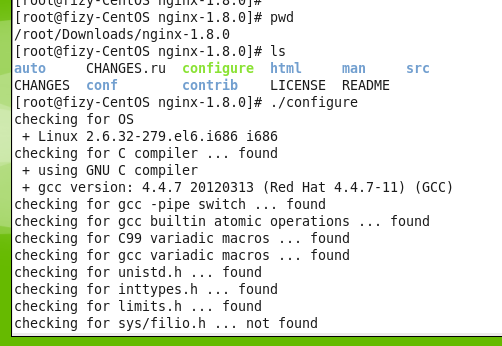 [root@fizy-CentOS nginx-1.8.0]#
[root@fizy-CentOS nginx-1.8.0]# pwd
/root/Downloads/nginx-1.8.0
[root@fizy-CentOS nginx-1.8.0]# ls
auto CHANGES.ru configure html man src
CHANGES conf contrib LICENSE README
[root@fizy-CentOS nginx-1.8.0]# ./configure
checking for OS
 + Linux 2.6.32-279.el6.i686 i686
checking for C compiler ... found
 + using GNU C compiler
 + gcc version: 4.4.7 20120313 (Red Hat 4.4.7-11) (GCC)
checking for gcc -pipe switch ... found
checking for gcc builtin atomic operations ... found
checking for C99 variadic macros ... found
checking for gcc variadic macros ... found
checking for unistd.h ... found
checking for inttypes.h ... found
checking for limits.h ... found
checking for sys/filio.h ... not found